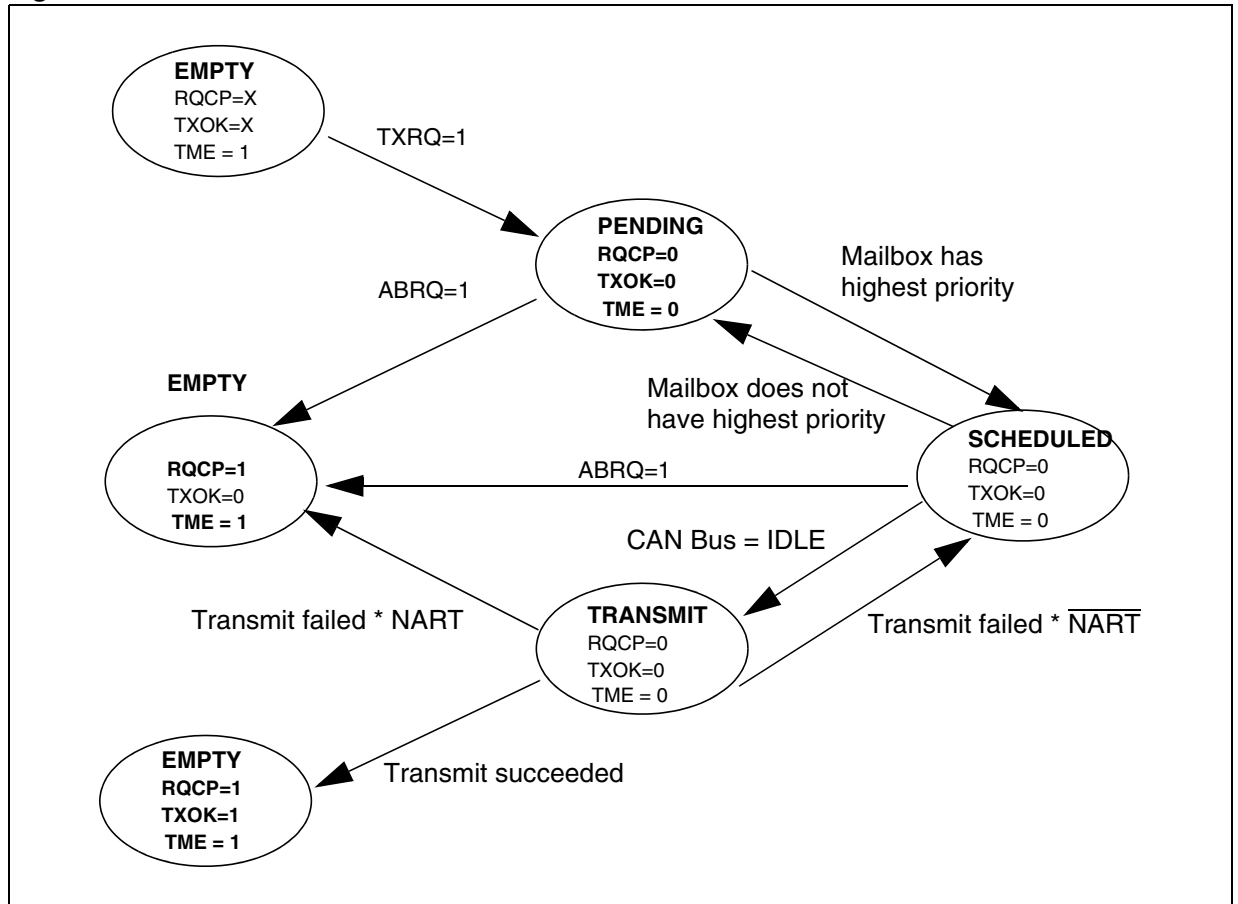 EMPTY
RQCP=X
TXOK=X
TME = 1
TXRQ=1
PENDING
RQCP=0
TXOK=0
TME = 0
Mailbox has
highest priority
ABRQ=1
EMPTY
Mailbox does not
have highest priority
RQCP=1
TXOK=0
TME = 1
ABRQ=1
SCHEDULED
RQCP=0
TXOK=0
TME = 0
CAN Bus = IDLE
Transmit failed * NART
TRANSMIT
RQCP=0
TXOK=0
TME = 0
Transmit failed * N̅A̅R̅T̅
EMPTY
RQCP=1
TXOK=1
TME = 1
Transmit succeeded